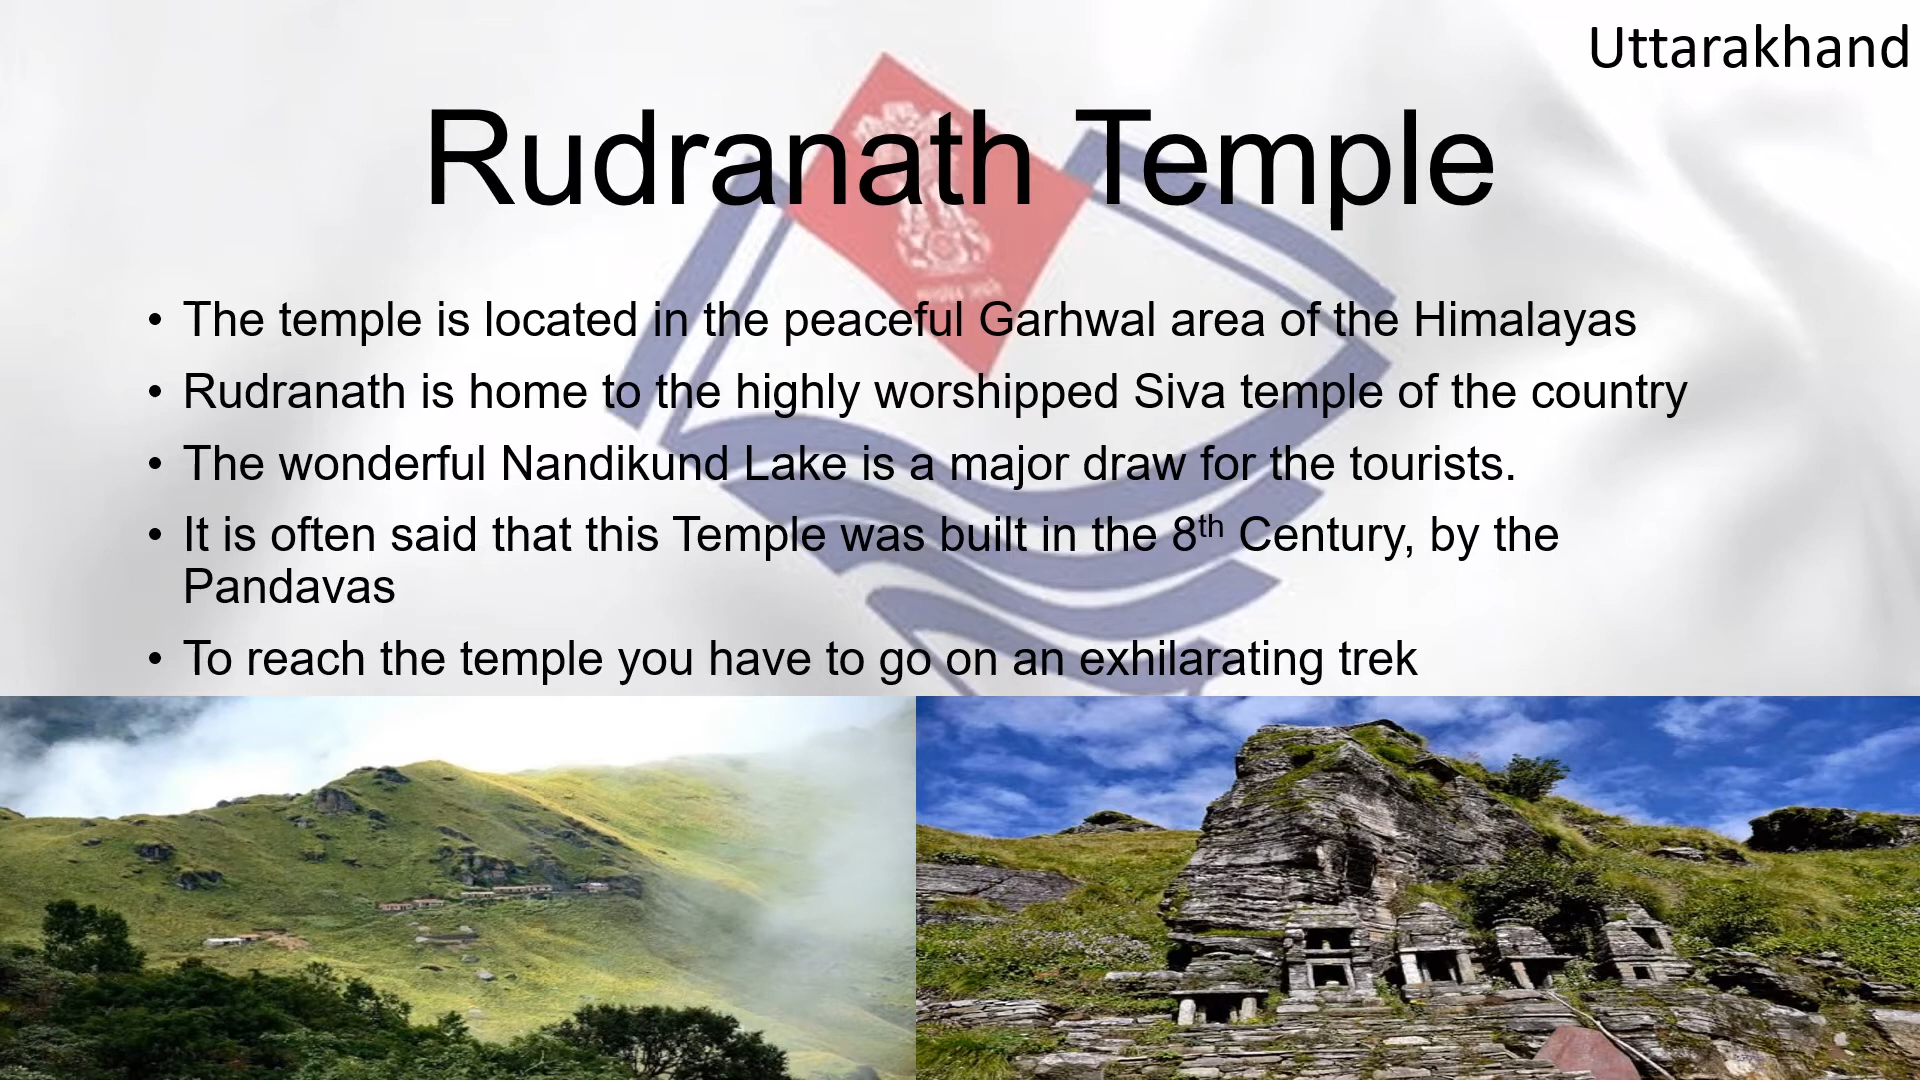 Uttarakhand
Rudranath Temple
• The temple is located in the peaceful Garhwal area of the Himalayas
• Rudranath is home to the highly worshipped Siva temple of the country
• The wonderful Nandikund Lake is a major draw for the tourists.
• It is often said that this Temple was built in the 8th Century, by the
Pandavas
• To reach the temple you have to go on an exhilarating trek